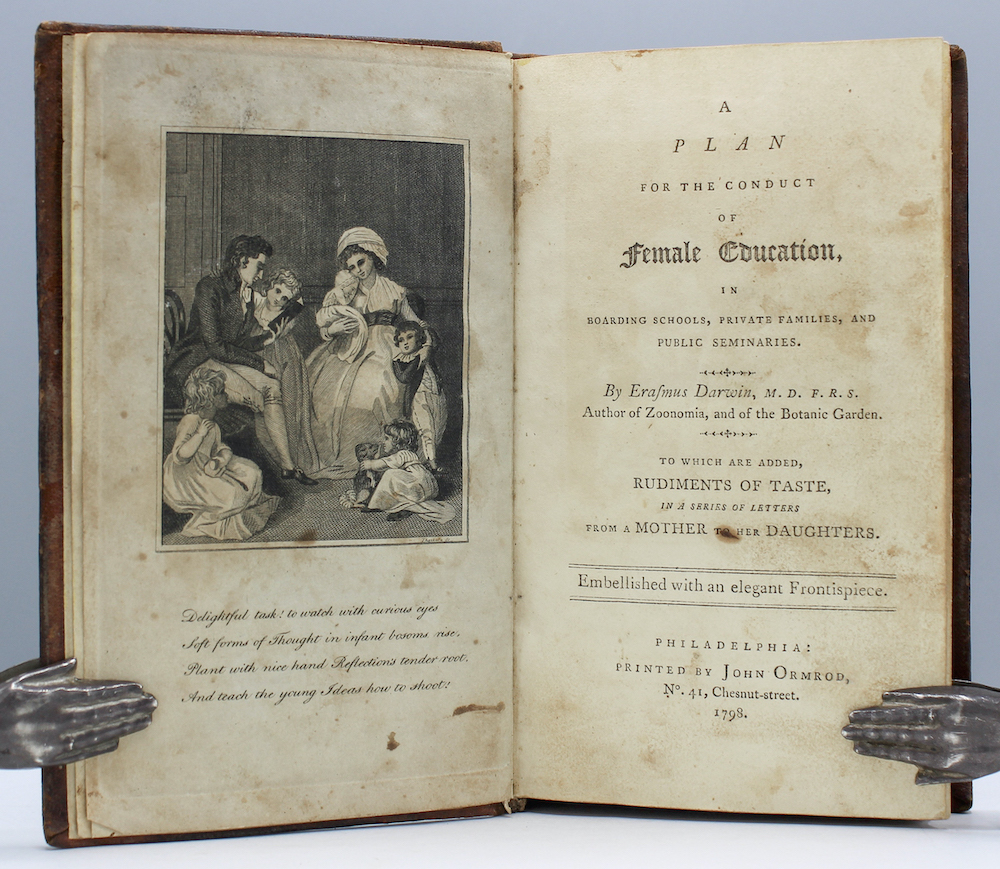 Delightful task! to watch with curious eyes
Soft forms of Thought in infant bosoms rise,
Plant with nice hand Reflection's tender root,
And teach the young Ideas how to shoot!
A
PLAN
FOR THE CONDUCT
OF
Female Education,
IN
BOARDING SCHOOLS, PRIVATE FAMILIES, AND
PUBLIC SEMINARIES.
By Eraſmus Darwin, M. D. F. R. S.
Author of Zoonomia, and of the Botanic Garden.
TO WHICH ARE ADDED,
RUDIMENTS OF TASTE,
IN A SERIES OF LETTERS
FROM A MOTHER TO HER DAUGHTERS.
Embellished with an elegant Frontispiece.
PHILADELPHIA:
PRINTED BY JOHN ORMROD,
No. 41, Chesnut-street.
1798.